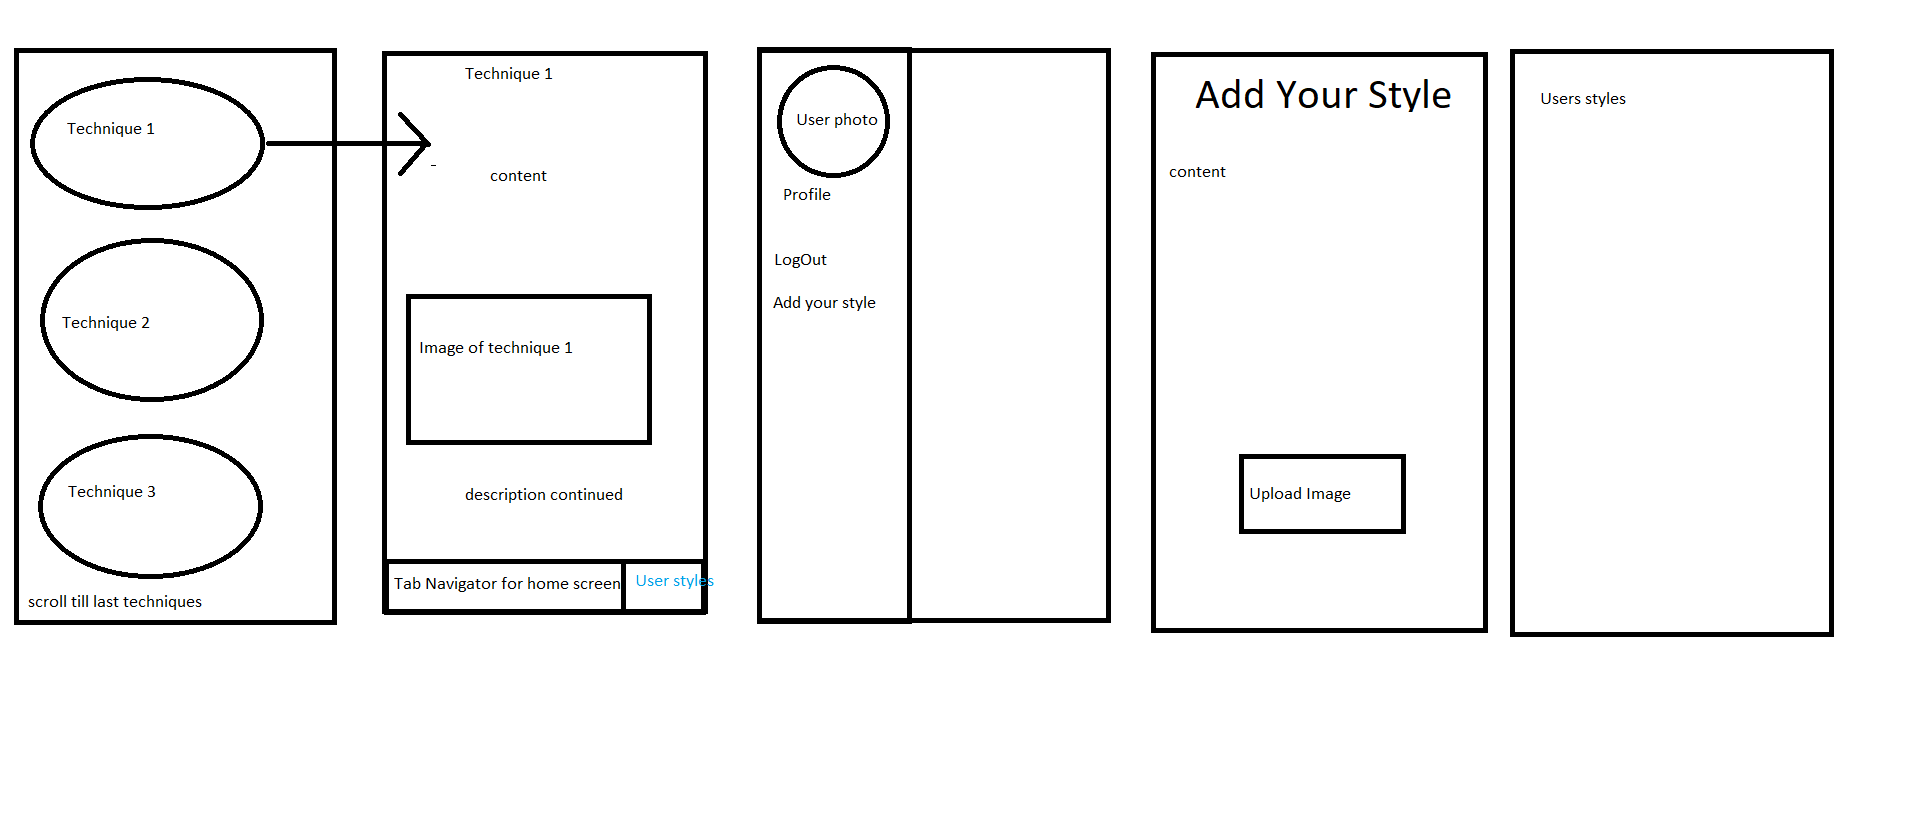 Technique 1
Technique 2
Technique 3
scroll till last techniques
Technique 1
content
Image of technique 1
description continued
Tab Navigator for home screen
User styles
User photo
Profile
LogOut
Add your style
Add Your Style
content
Upload Image
Users styles